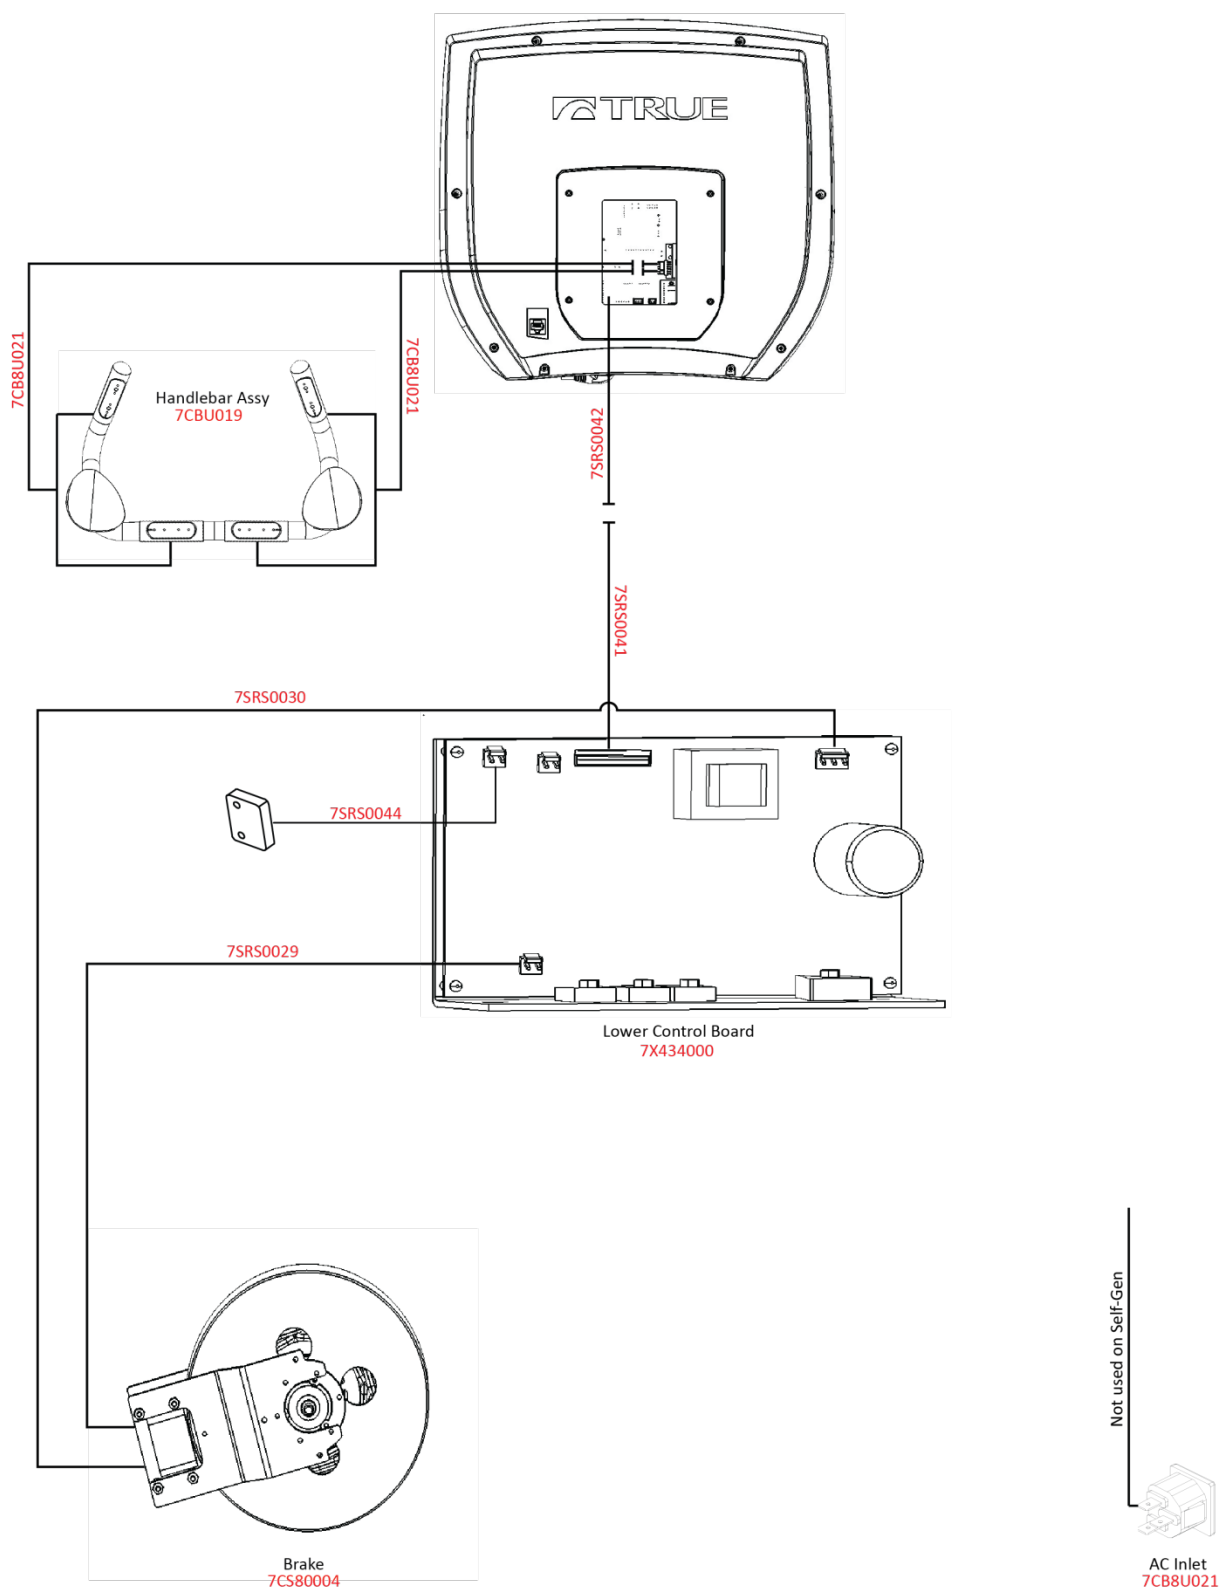 TRUE
7CB8U021
7CB8U021
Handlebar Assy
7CBU019
7SRS0042
7SRS0041
7SRS0030
7SRS0044
7SRS0029
Lower Control Board
7X434000
Not used on Self-Gen
Brake
7CS80004
AC Inlet
7CB8U021